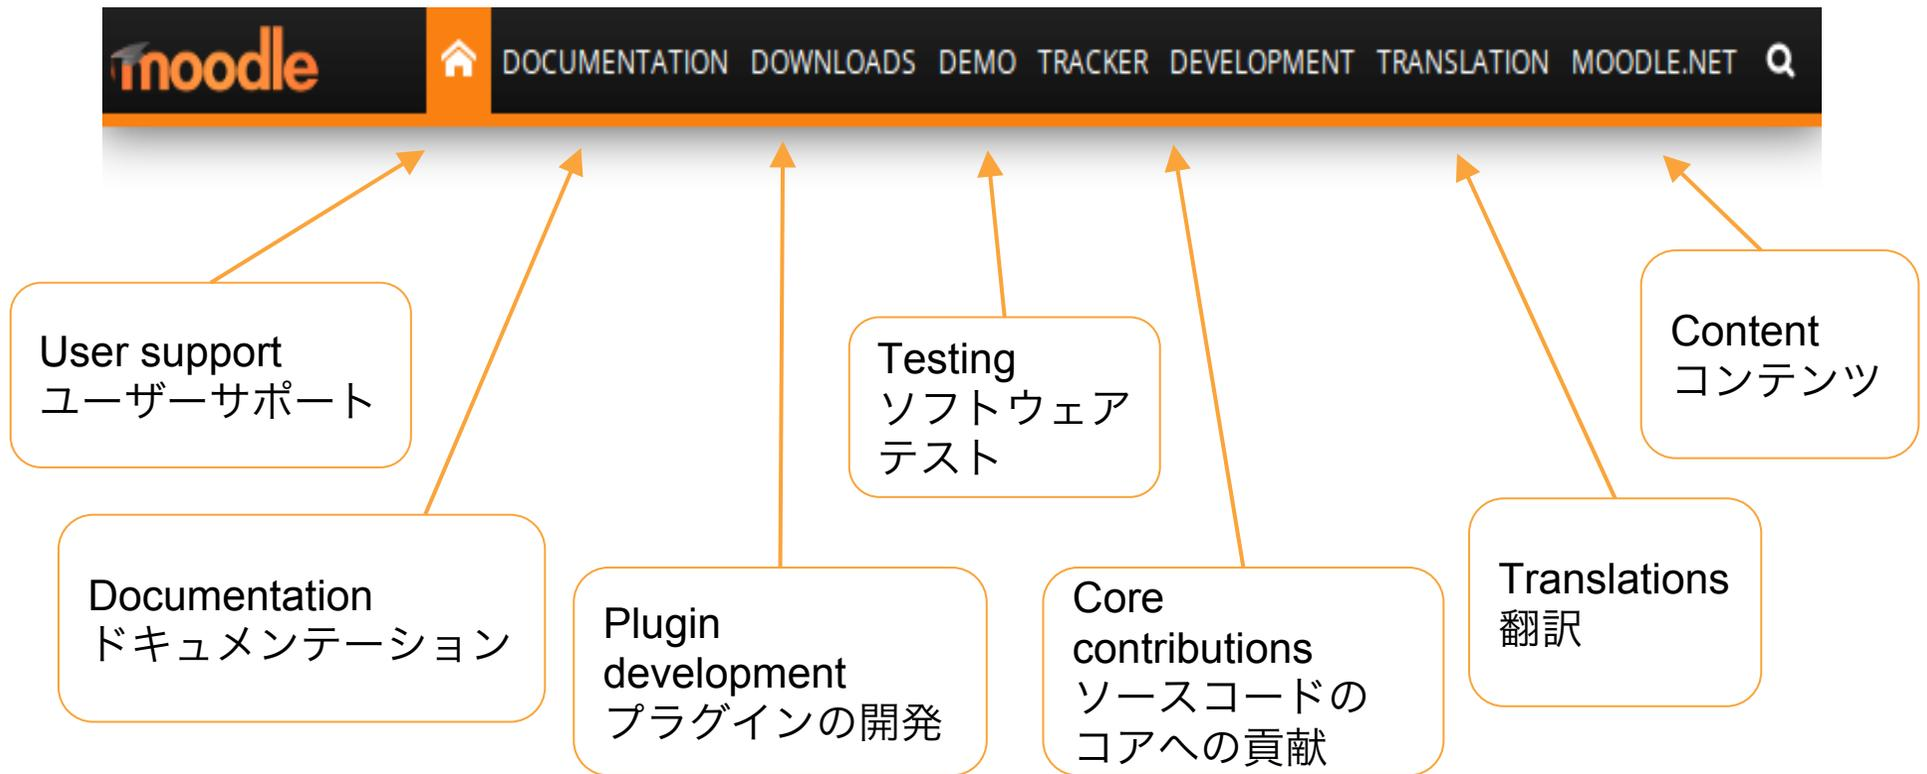 moodle DOCUMENTATION DOWNLOADS DEMO TRACKER DEVELOPMENT TRANSLATION MOODLE.NET
User support
ユーザーサポート
Documentation
ドキュメンテーション
Plugin
development
プラグインの開発
Testing
ソフトウェア
テスト
Core
contributions
ソースコードの
コアへの貢献
Translations
翻訳
Content
コンテンツ